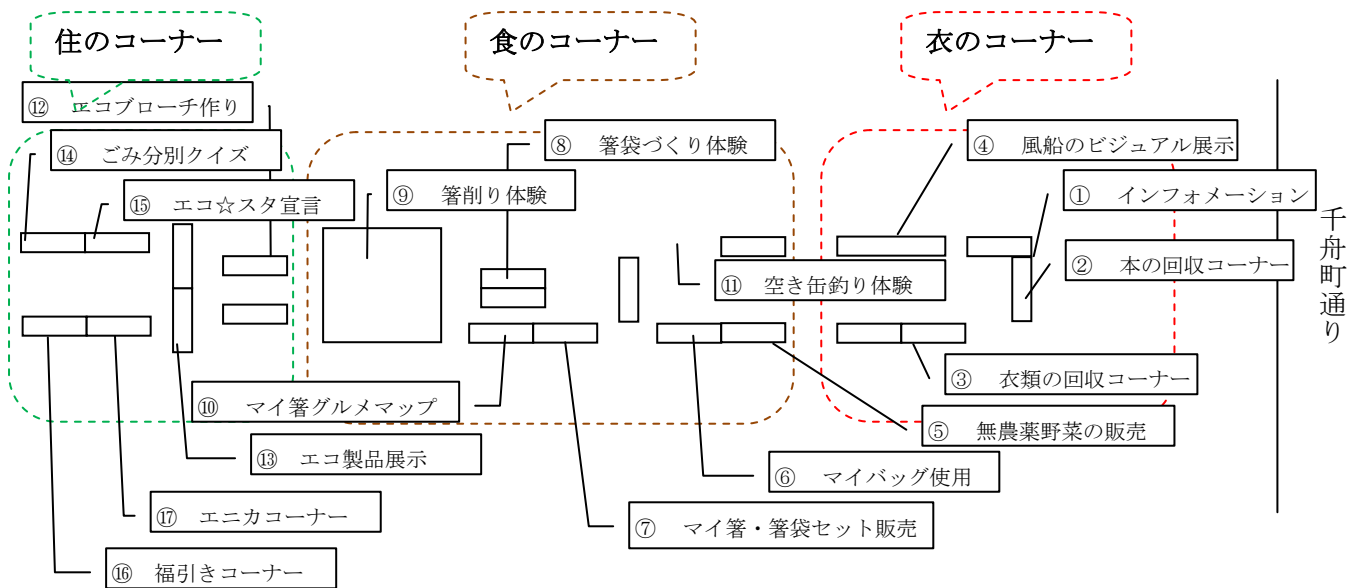 住のコーナー
食のコーナー
衣のコーナー
⑫ エコブローチ作り
⑧ 箸袋づくり体験
④ 風船のビジュアル展示
⑭ ごみ分別クイズ
⑨ 箸削り体験
① インフォメーション
⑮ エコ☆スタ宣言
② 本の回収コーナー
千舟町通り
⑪ 空き缶釣り体験
③ 衣類の回収コーナー
⑩ マイ箸グルメマップ
⑤ 無農薬野菜の販売
⑬ エコ製品展示
⑥ マイバッグ使用
⑰ エニカコーナー
⑦ マイ箸・箸袋セット販売
⑯ 福引きコーナー